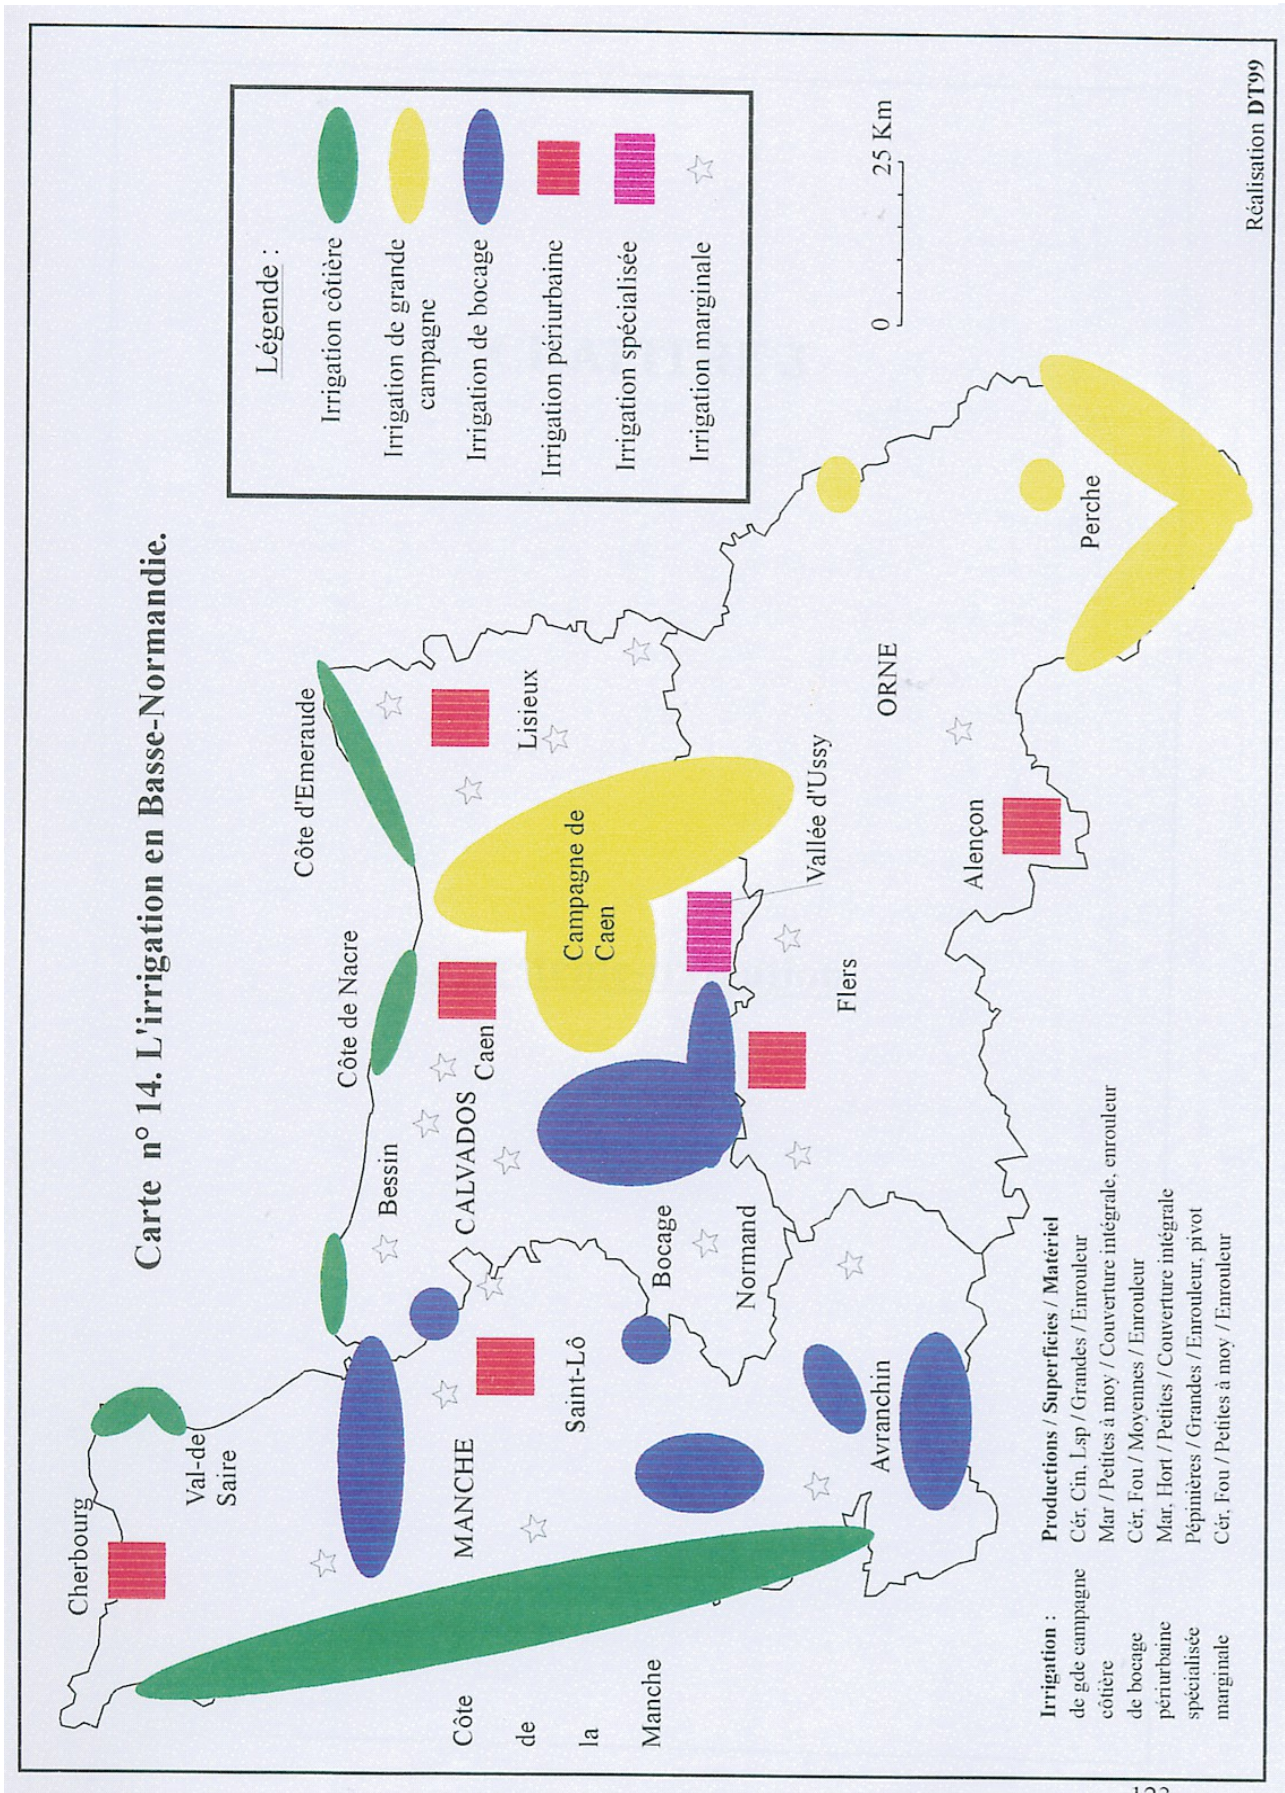 Carte n° 14. L'irrigation en Basse-Normandie.
Légende :
Irrigation côtière
Irrigation de grande
campagne
Irrigation de bocage
Irrigation périurbaine
Irrigation spécialisée
Irrigation marginale
0
25 Km
Cherbourg
Val-de
Saire
Côte
de
la
Manche
MANCHE
Saint-Lô
Avranchin
Bessin
CALVADOS
Caen
Côte de Nacre
Côte d'Emeraude
Lisieux
Campagne de
Caen
Bocage
Normand
Flers
Vallée d'Ussy
ORNE
Alençon
Perche
Irrigation :
Productions / Superficies / Matériel
de gde campagne
Cér, Cin, Lsp / Grandes / Enrouleur
côtière
Mar / Petites à moy / Couverture intégrale, enrouleur
de bocage
Cér, Fou / Moyennes / Enrouleur
périurbaine
Mar, Hort / Petites / Couverture intégrale
spécialisée
Pépinières / Grandes / Enrouleur, pivot
marginale
Cér, Fou / Petites à moy / Enrouleur
Réalisation DT99